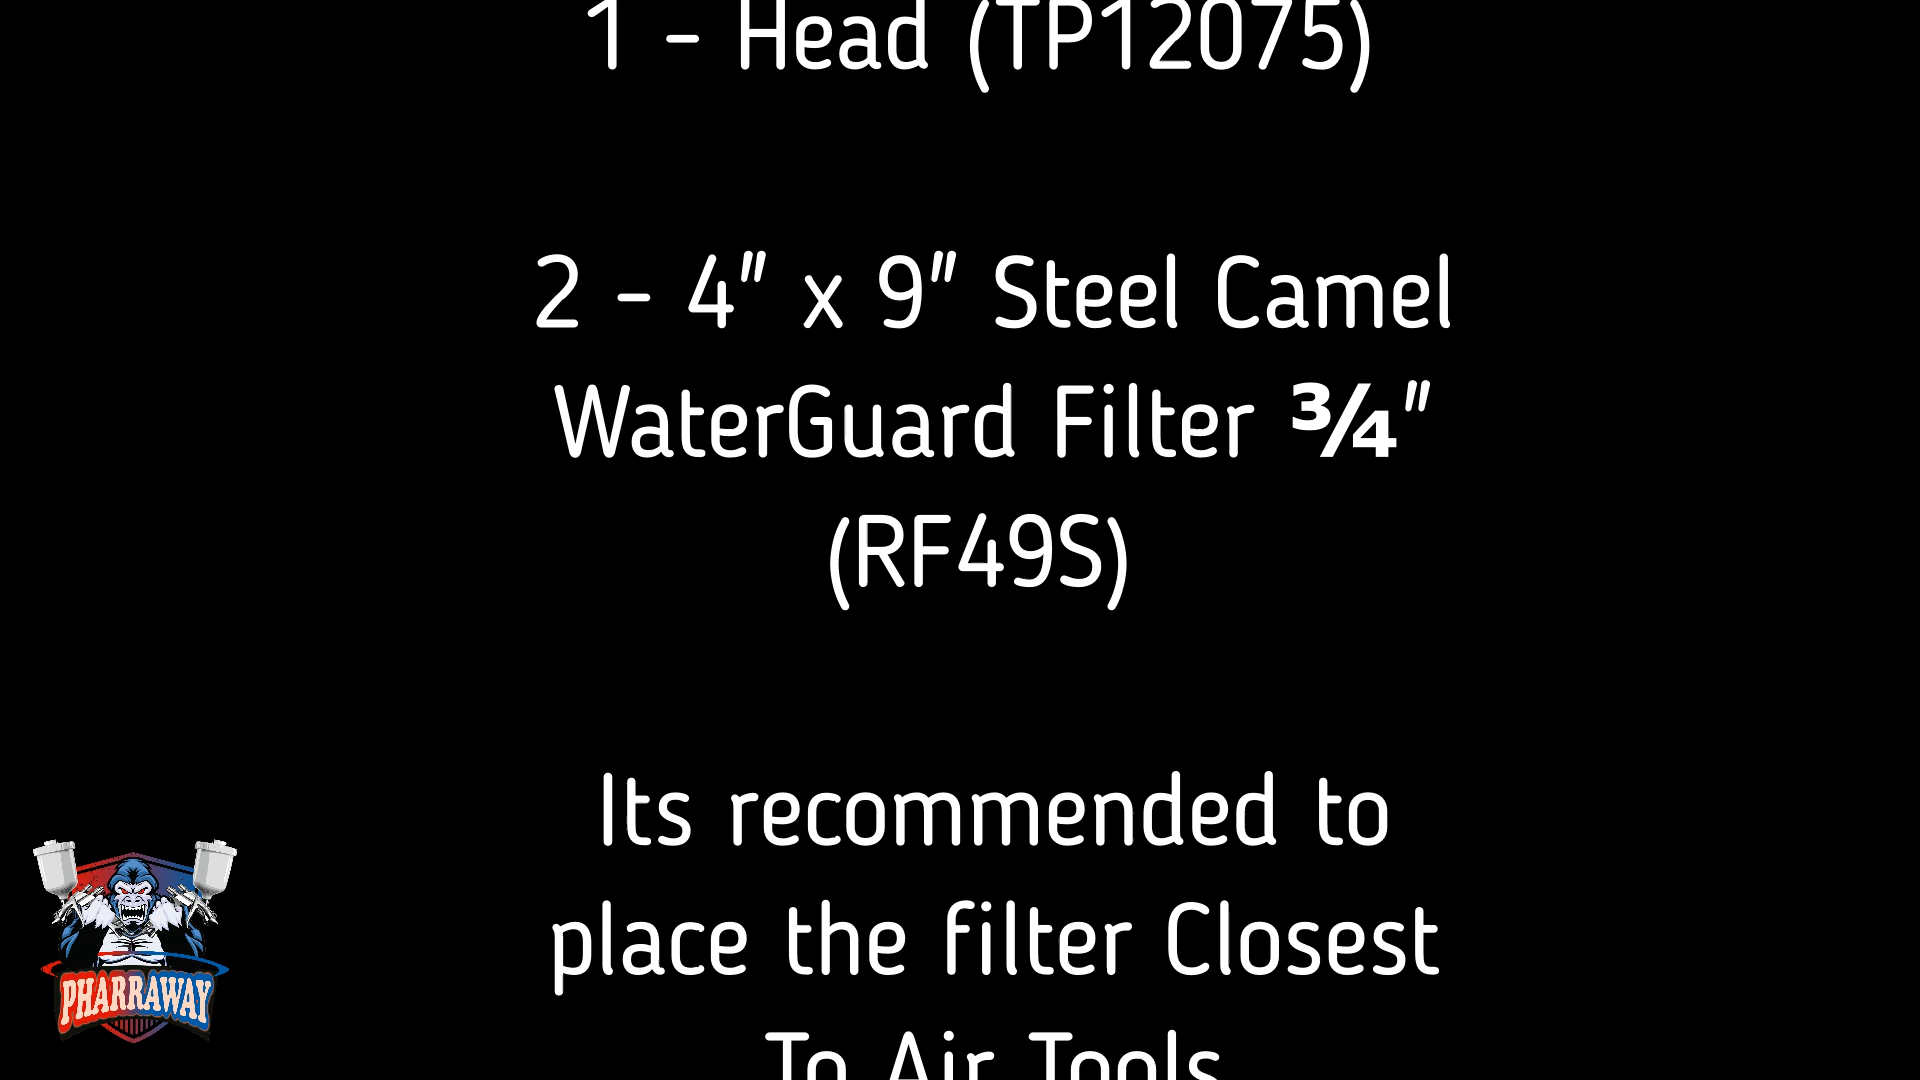 1 - Head (TP12075)
2 - 4" x 9" Steel Camel
WaterGuard Filter ¾"
(RF49S)
Its recommended to
place the filter Closest
To Air Tools
PHARRAWAY